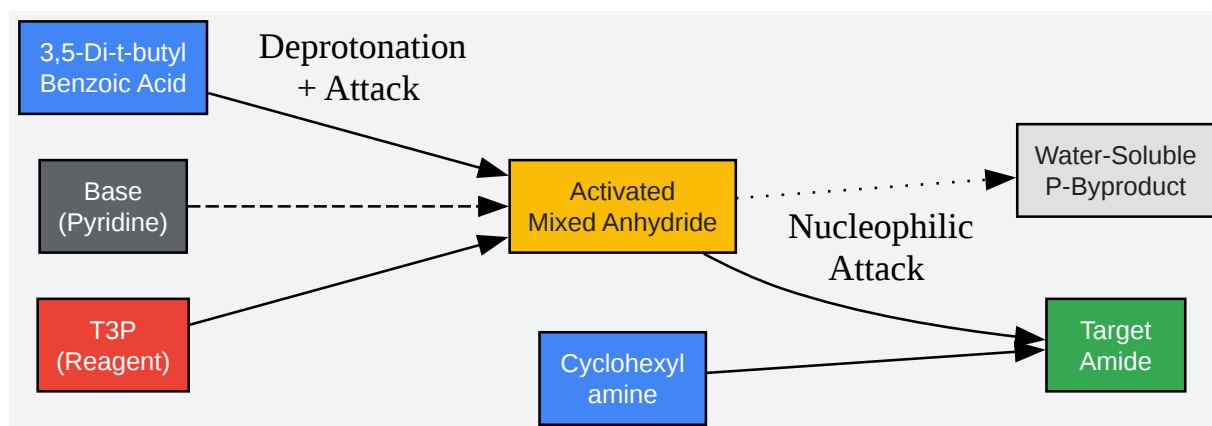 3,5-Di-t-butyl
Benzoic Acid
Deprotonation
+ Attack
Base
(Pyridine)
T3P
(Reagent)
Activated
Mixed Anhydride
Water-Soluble
P-Byproduct
Nucleophilic
Attack
Cyclohexyl
amine
Target
Amide